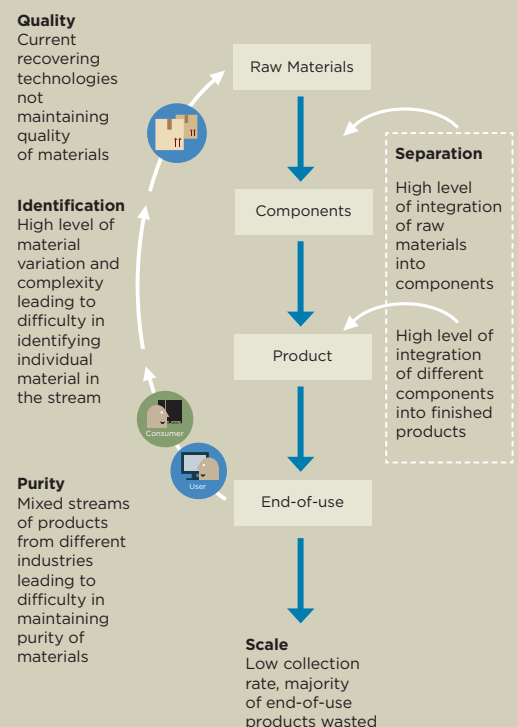 Quality
Current
recovering
technologies
not
maintaining
quality
of materials
Identification
High level of
material
variation and
complexity
leading to
difficulty in
identifying
individual
material in
the stream
Purity
Mixed streams
of products
from different
industries
leading to
difficulty in
maintaining
purity of
materials
Raw Materials
Components
Product
End-of-use
Consumer
User
Separation
High level
of integration
of raw
materials
into
components
High level of
integration
of different
components
into finished
products
Scale
Low collection
rate, majority
of end-of-use
products wasted